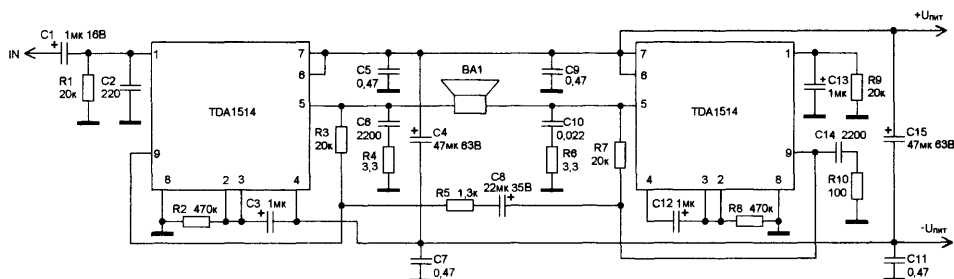 C1 1мк 16В
IN
R1
20к
C2
220
1
9
TDA1514
7
6
5
8
2
3
4
R2 470к
C3
1мк
R3
20к
C5
0,47
C6
2200
R4
3,3
C4
47мк 63В
BA1
R5 1,3к
C8
22мк 35В
C7
0,47
C9
0,47
C10
0,022
R6
3,3
R7
20к
7
6
5
TDA1514
1
9
4
3
2
8
C12 1мк
R8 470к
C13
1мк
R9
20к
C14 2200
R10
100
+Uпит
C15
47мк 63В
-Uпит
C11
0,47